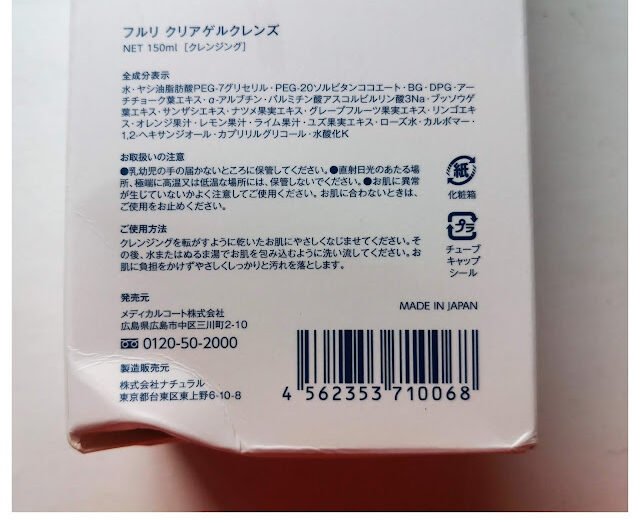 フルリ クリアゲルクレンズ
NET 150ml [クレンジング]
全成分表示
水・ヤシ油脂肪酸PEG-7グリセリル・PEG-20ソルビタンココエート・BG・DPG・アー
チチョーク葉エキス・α-アルブチン・パルミチン酸アスコルビルリン酸3Na・ブッソウゲ
葉エキス・サンザシエキス・ナツメ果実エキス・グレープフルーツ果実エキス・リンゴエキ
ス・オレンジ果汁・レモン果汁・ライム果汁・ユズ果実エキス・ローズ水・カルボマー・
1,2-ヘキサンジオール・カプリリルグリコール・水酸化K
お取扱いの注意
●乳幼児の手の届かないところに保管してください。●直射日光のあたる場
所、極端に高温又は低温な場所には、保管しないでください。●お肌に異常
が生じていないかよく注意してご使用ください。お肌に合わないときは、
ご使用をお止めください。
紙
化粧箱
プラ
チューブ
キャップ
シール
ご使用方法
クレンジングを転がすように乾いたお肌にやさしくなじませてください。そ
の後、水またはぬるま湯でお肌を包み込むように洗い流してください。お
肌に負担をかけずやさしくしっかりと汚れを落とします。
発売元
メディカルコート株式会社
広島県広島市中区三川町2-10
0120-50-2000
MADE IN JAPAN
製造販売元
株式会社ナチュラル
東京都台東区東上野6-10-8
4 562353 710068